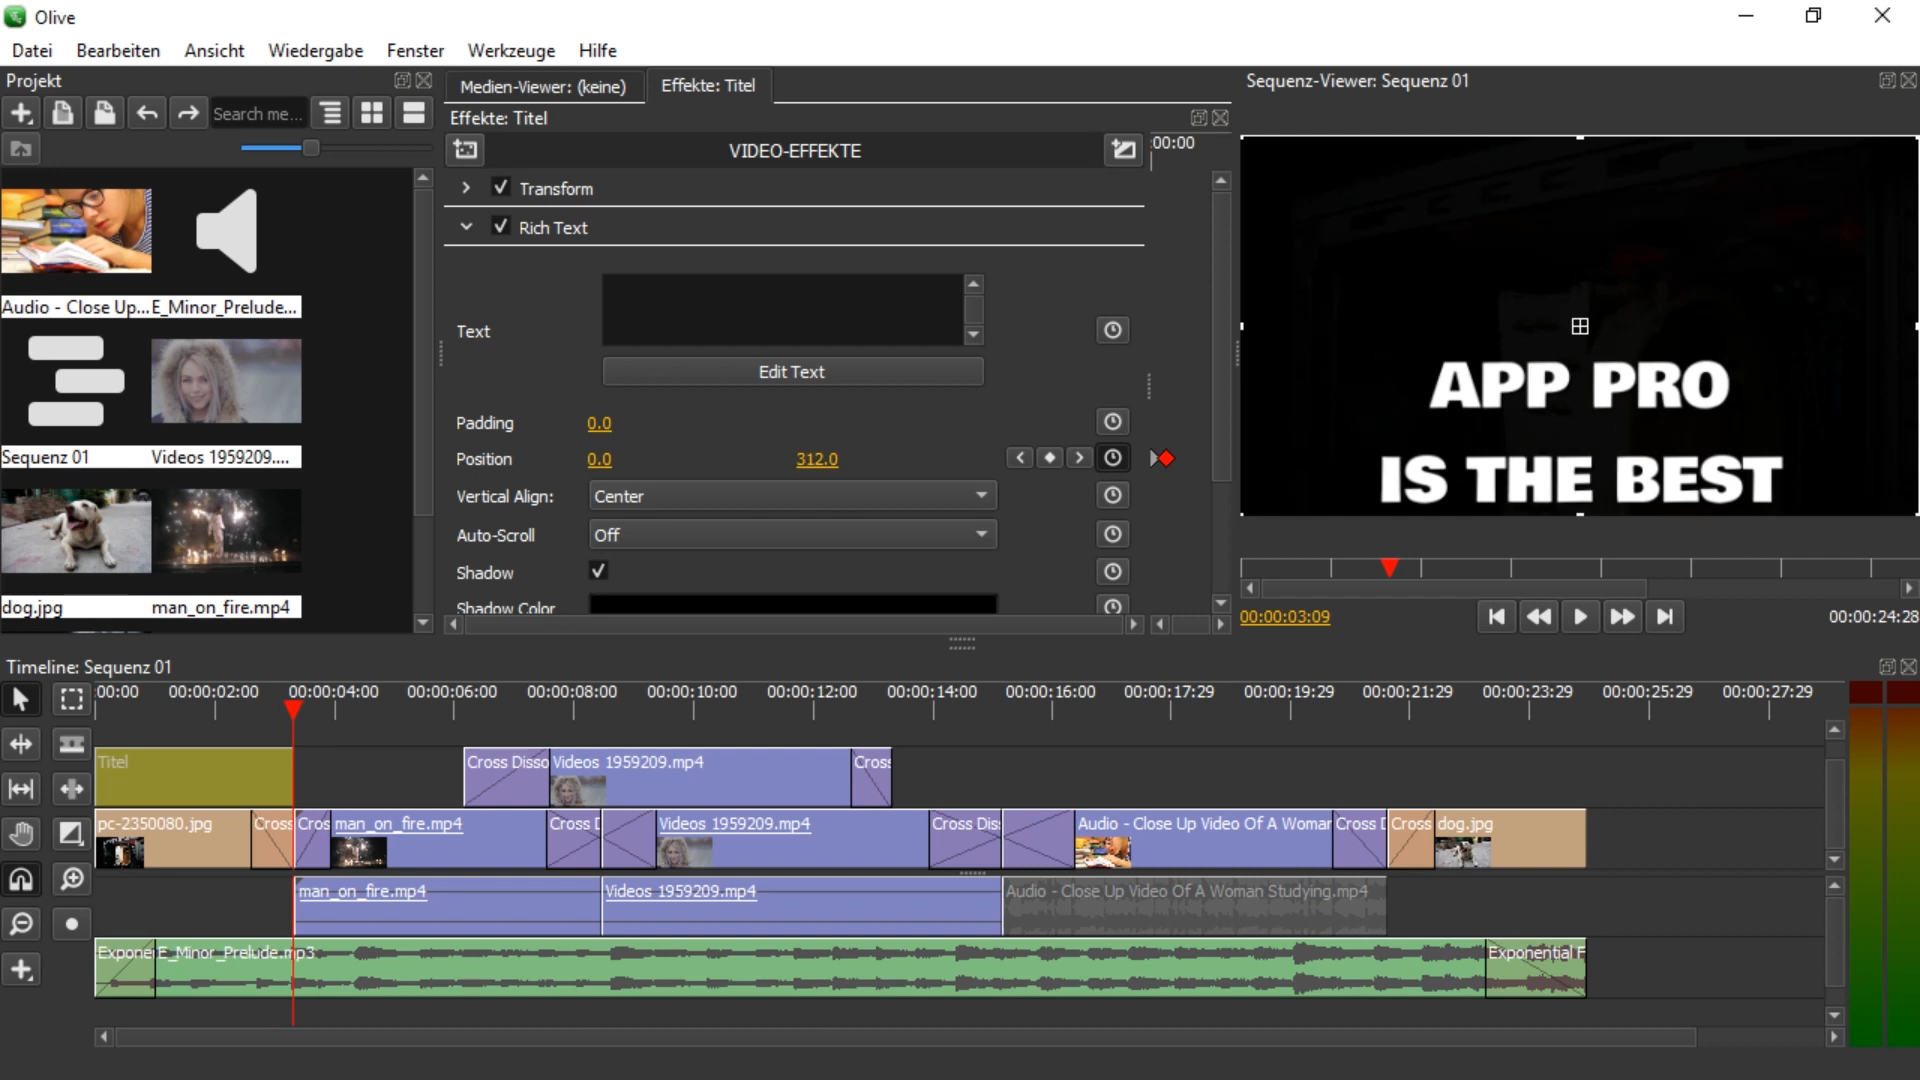 Olive
Datei Bearbeiten Ansicht Wiedergabe Fenster Werkzeuge Hilfe
Projekt
Search me...
Audio - Close Up... E_Minor_Prelude...
Sequenz 01 Videos 1959209....
dog.jpg man_on_fire.mp4
Medien-Viewer: (keine) Effekte: Titel
Effekte: Titel
VIDEO-EFFEKTE
:00:00
Transform
Rich Text
Text
Edit Text
Padding 0.0
Position 0.0 312.0
Vertical Align: Center
Auto-Scroll Off
Shadow
Shadow Color
Sequenz-Viewer: Sequenz 01
APP PRO
IS THE BEST
00:00:03:09 00:00:24:28
Timeline: Sequenz 01
:00:00 00:00:02:00 00:00:04:00 00:00:06:00 00:00:08:00 00:00:10:00 00:00:12:00 00:00:14:00 00:00:16:00 00:00:17:29 00:00:19:29 00:00:21:29 00:00:23:29 00:00:25:29 00:00:27:29
Titel Cross Disso Videos 1959209.mp4 Cross
pc-2350080.jpg Cross Cros man_on_fire.mp4 Cross D Videos 1959209.mp4 Cross Dis Audio - Close Up Video Of A Womar Cross D Cross dog.jpg
man_on_fire.mp4 Videos 1959209.mp4 Audio - Close Up Video Of A Woman Studying.mp4
Expone E_Minor_Prelude.mp3 Exponential F